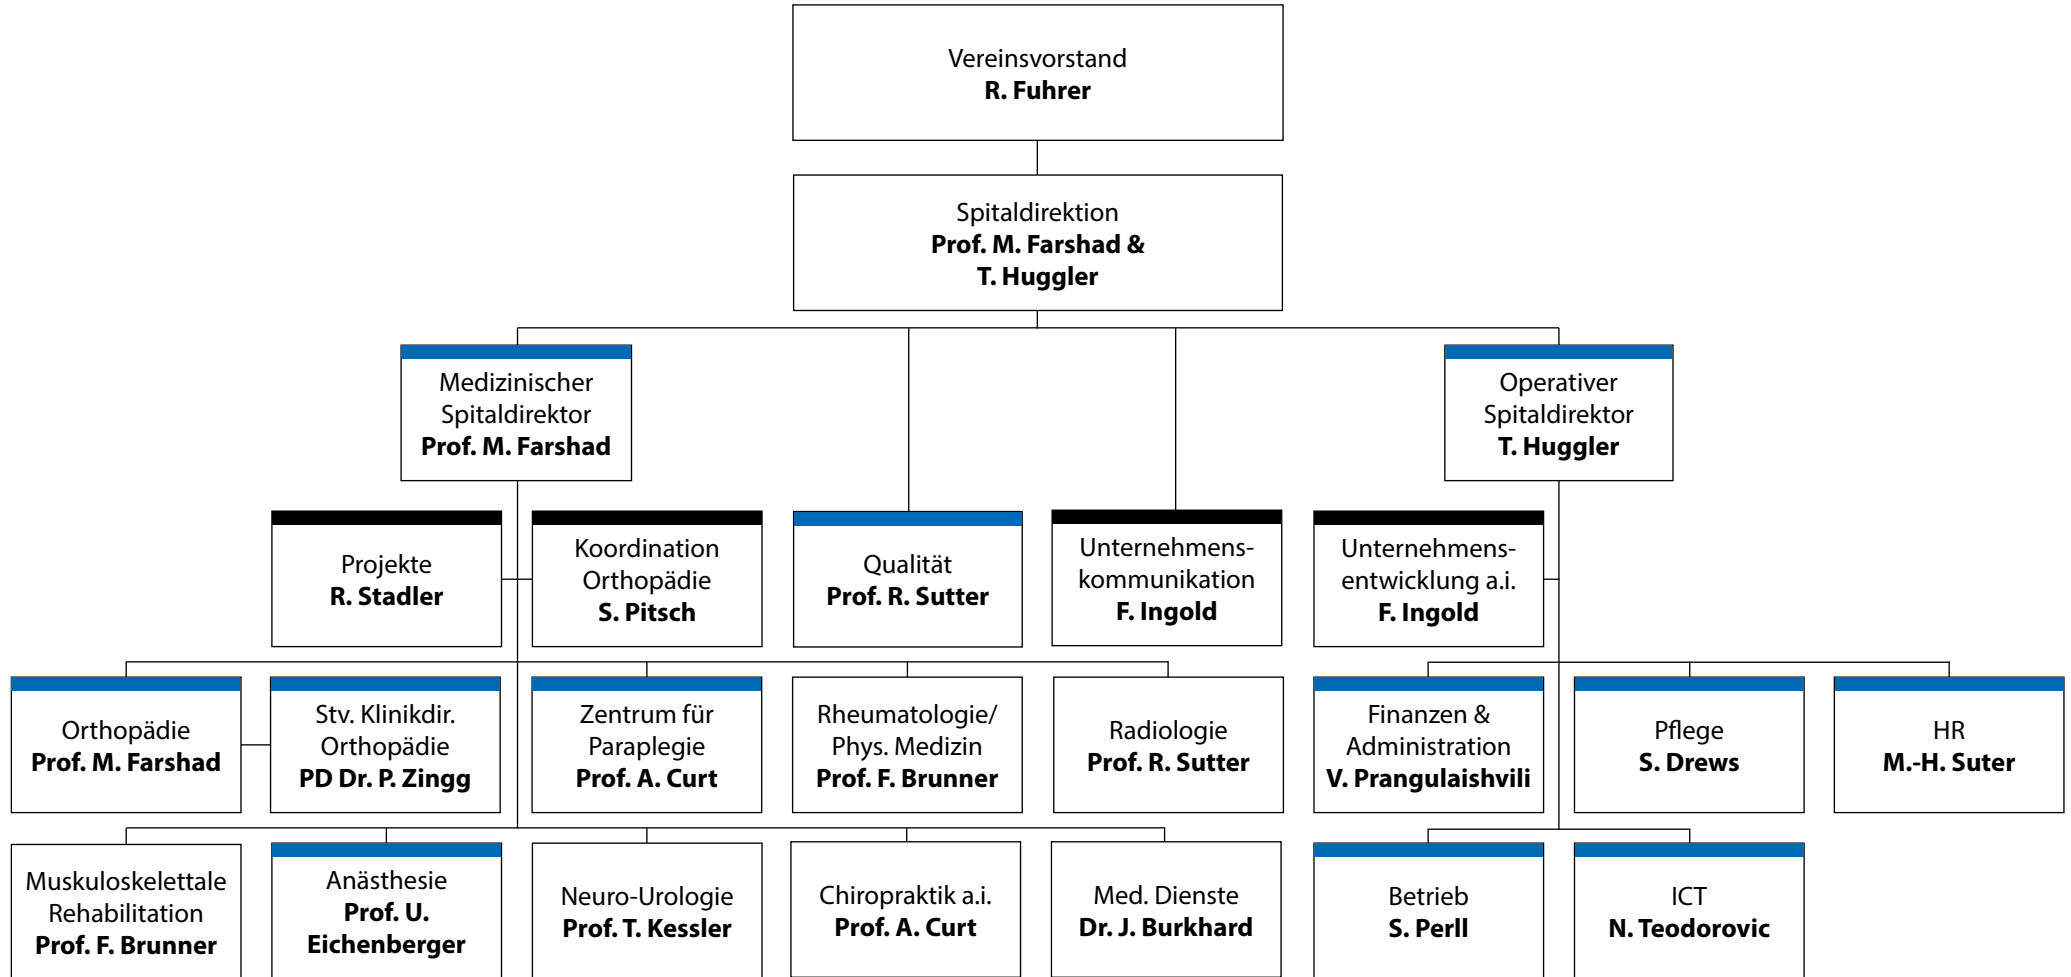 Vereinsvorstand
R. Fuhrer
Spitaldirektion
Prof. M. Farshad &
T. Huggler
Medizinischer
Spitaldirektor
Prof. M. Farshad
Operativer
Spitaldirektor
T. Huggler
Projekte
R. Stadler
Koordination
Orthopädie
S. Pitsch
Qualität
Prof. R. Sutter
Unternehmens-
kommunikation
F. Ingold
Unternehmens-
entwicklung a.i.
F. Ingold
Orthopädie
Prof. M. Farshad
Stv. Klinikdir.
Orthopädie
PD Dr. P. Zingg
Zentrum für
Paraplegie
Prof. A. Curt
Rheumatologie/
Phys. Medizin
Prof. F. Brunner
Radiologie
Prof. R. Sutter
Finanzen &
Administration
V. Prangulaishvili
Pflege
S. Drews
HR
M.-H. Suter
Muskuloskelettale
Rehabilitation
Prof. F. Brunner
Anästhesie
Prof. U.
Eichenberger
Neuro-Urologie
Prof. T. Kessler
Chiropraktik a.i.
Prof. A. Curt
Med. Dienste
Dr. J. Burkhard
Betrieb
S. Perll
ICT
N. Teodorovic